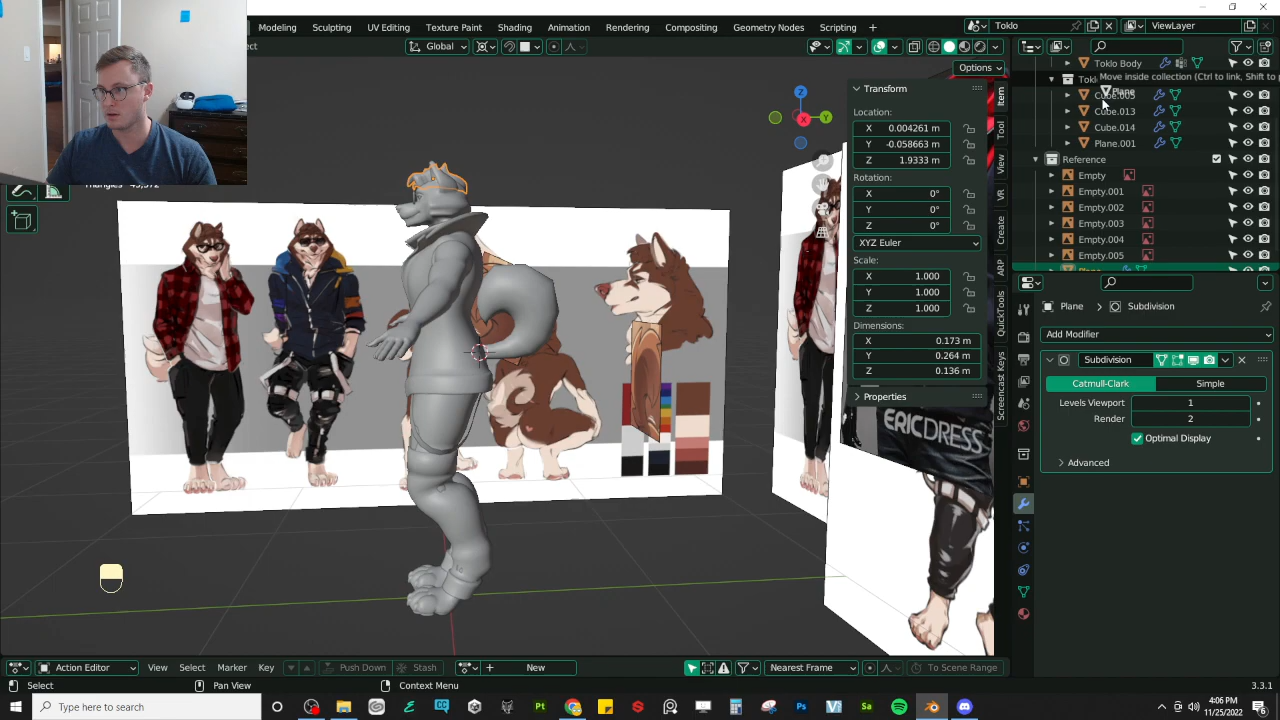 Modeling Sculpting UV Editing Texture Paint Shading Animation Rendering Compositing Geometry Nodes Scripting + Toklo ViewLayer
Global
Options
Transform
Location:
X 0.004261 m
Y -0.058663 m
Z 1.9333 m
Rotation:
X 0°
Y 0°
Z 0°
XYZ Euler
Scale:
X 1.000
Y 1.000
Z 1.000
Dimensions:
X 0.173 m
Y 0.264 m
Z 0.136 m
Properties
Item
Tool
View
VR
Create
ARP
QuickTools
Screencast Keys
Toklo Body
Move inside collection (Ctrl to link, Shift to
Cube.013
Cube.014
Plane.001
Reference
Empty
Empty.001
Empty.002
Empty.003
Empty.004
Empty.005
Plane > Subdivision
Add Modifier
Subdivision
Catmull-Clark Simple
Levels Viewport 1
Render 2
Optimal Display
Advanced
Z
Y
X
ERICDRESS
Action Editor View Select Marker Key Push Down Stash New Nearest Frame To Scene Range
Select Pan View Context Menu 3.3.1
Type here to search
4:06 PM
11/25/2022